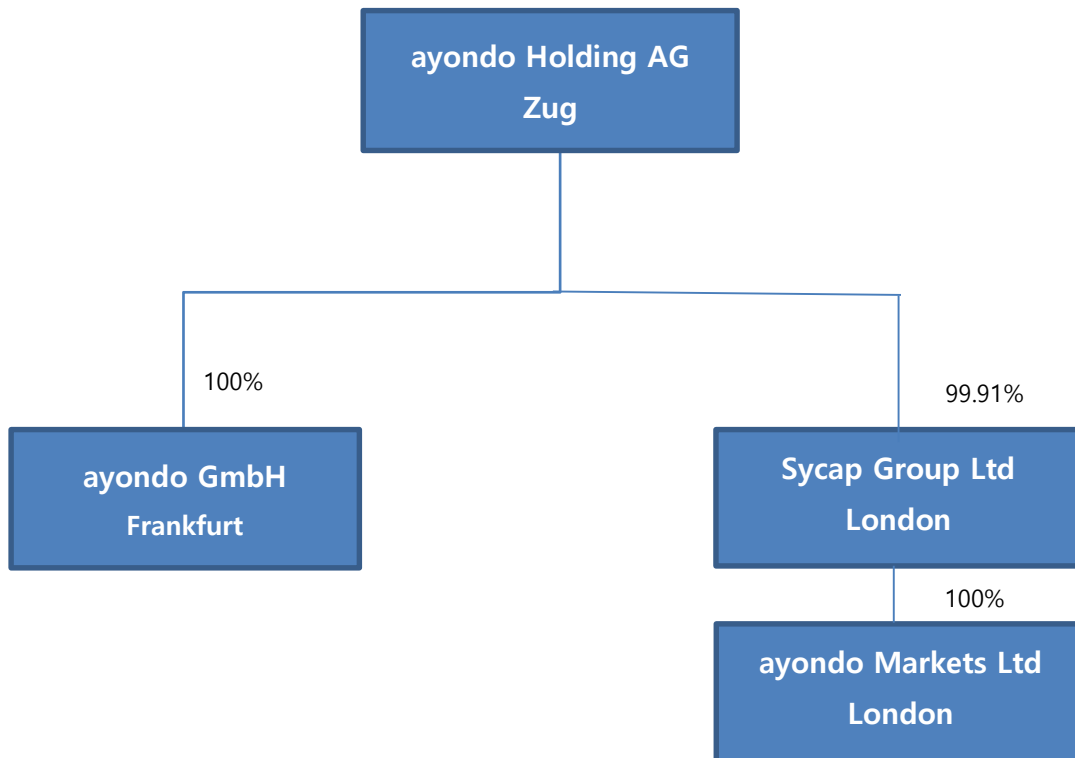 ayondo Holding AG
Zug
100%
99.91%
ayondo GmbH
Frankfurt
Sycap Group Ltd
London
100%
ayondo Markets Ltd
London